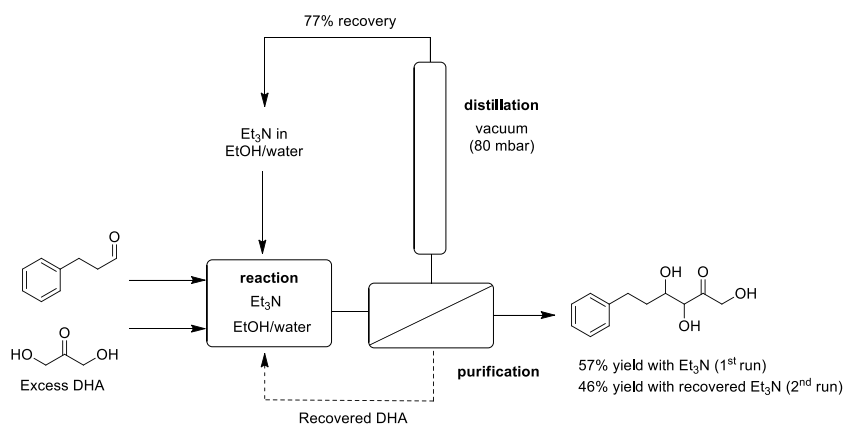 77% recovery
distillation
vacuum
(80 mbar)
Et₃N in
EtOH/water
O
reaction
Et₃N
EtOH/water
O
HO
OH
Excess DHA
Recovered DHA
purification
OH
O
OH
OH
57% yield with Et₃N (1ˢᵗ run)
46% yield with recovered Et₃N (2ⁿᵈ run)